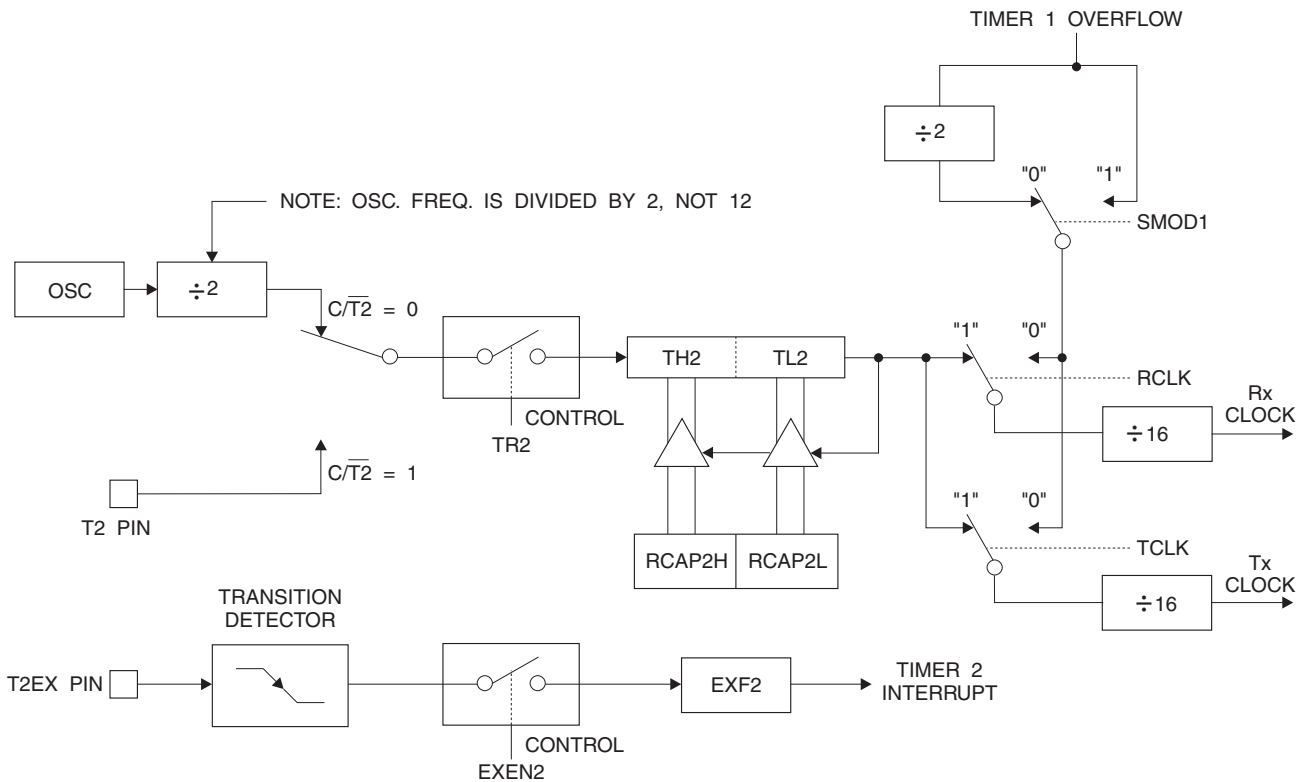 TIMER 1 OVERFLOW
÷2
"0" "1"
NOTE: OSC. FREQ. IS DIVIDED BY 2, NOT 12
SMOD1
OSC
÷2
C/T2̅ = 0
TH2 TL2
"1" "0"
RCLK
CONTROL
TR2
Rx
CLOCK
÷16
C/T2̅ = 1
T2 PIN
"1" "0"
TCLK
RCAP2H RCAP2L
Tx
CLOCK
÷16
TRANSITION
DETECTOR
T2EX PIN
EXF2
TIMER 2
INTERRUPT
CONTROL
EXEN2